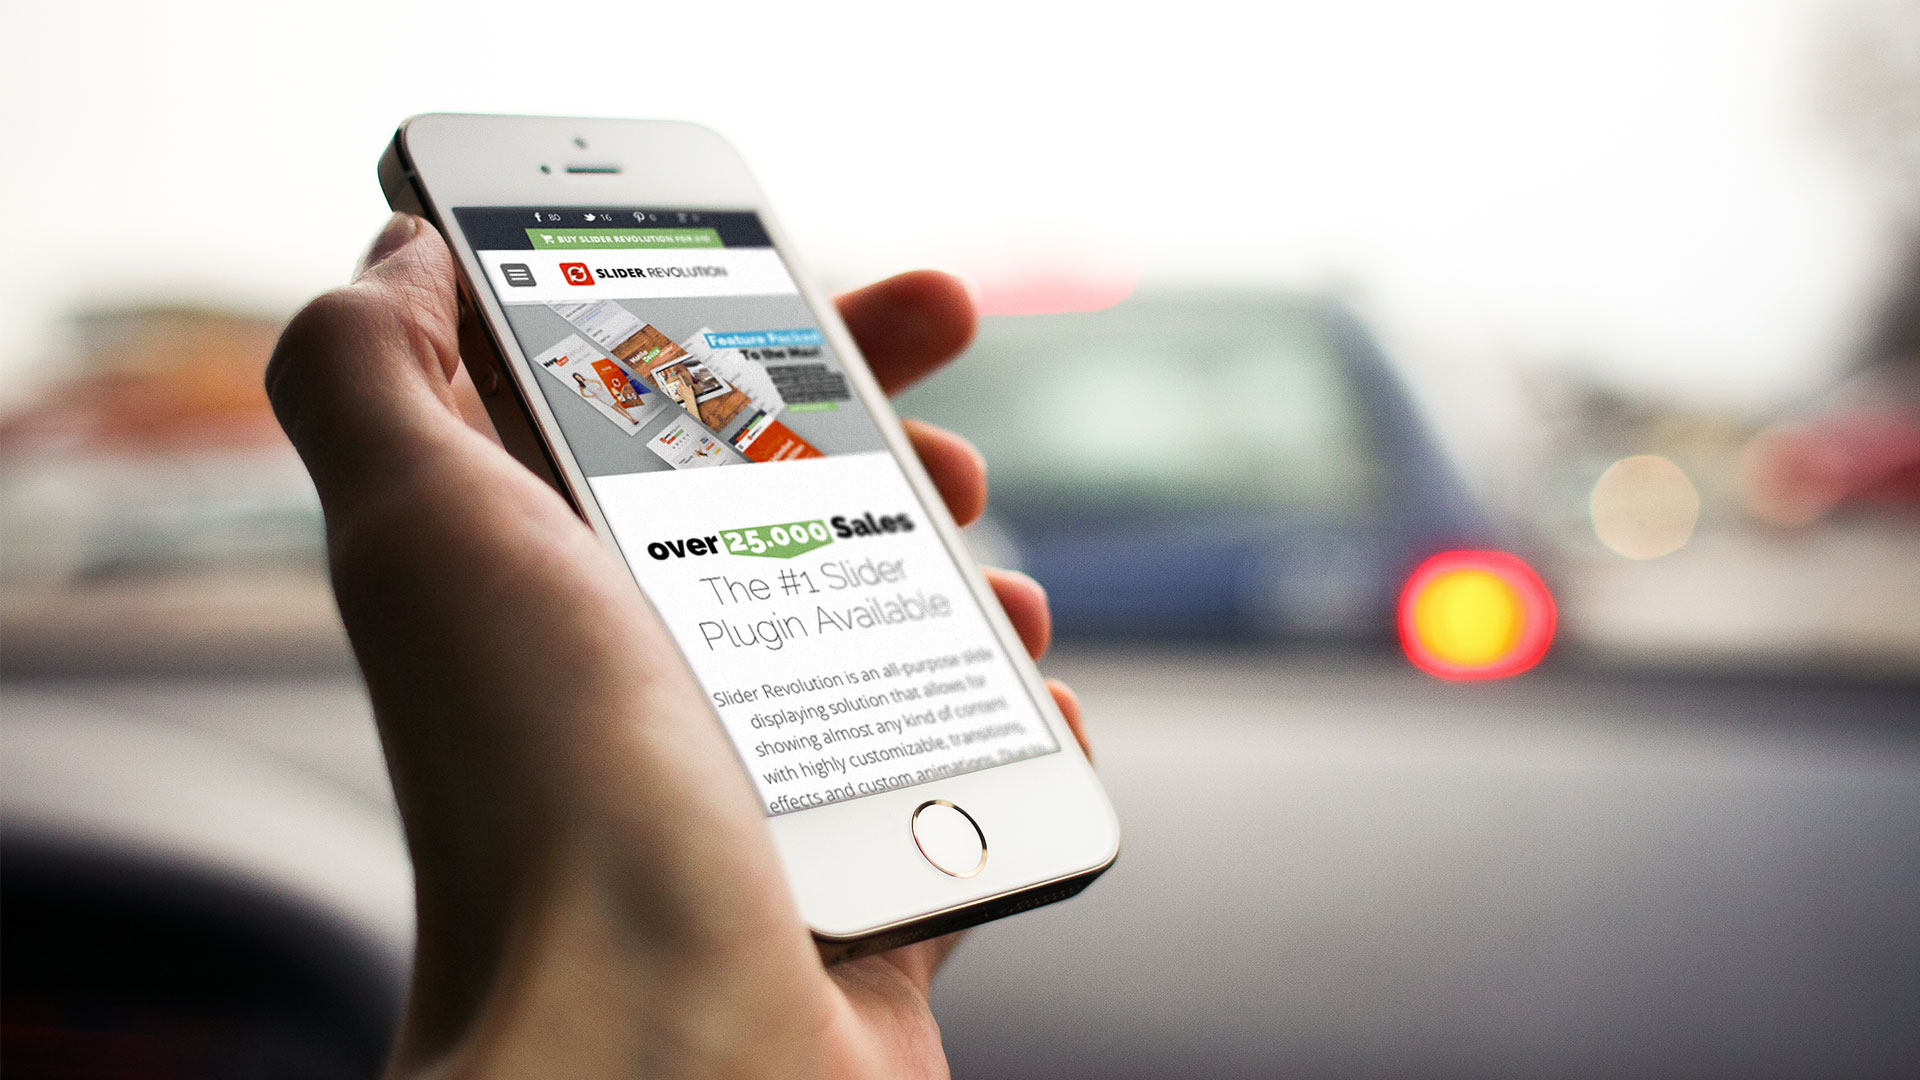 80 16 0
BUY SLIDER REVOLUTION FOR
SLIDER REVOLUTION
Feature Packed
To the Max!
over 25.000 Sales
The #1 Slider
Plugin Available
Slider Revolution is an all-purpose slide
displaying solution that allows for
showing almost any kind of content
with highly customizable, transitions,
effects and custom animations. Due to